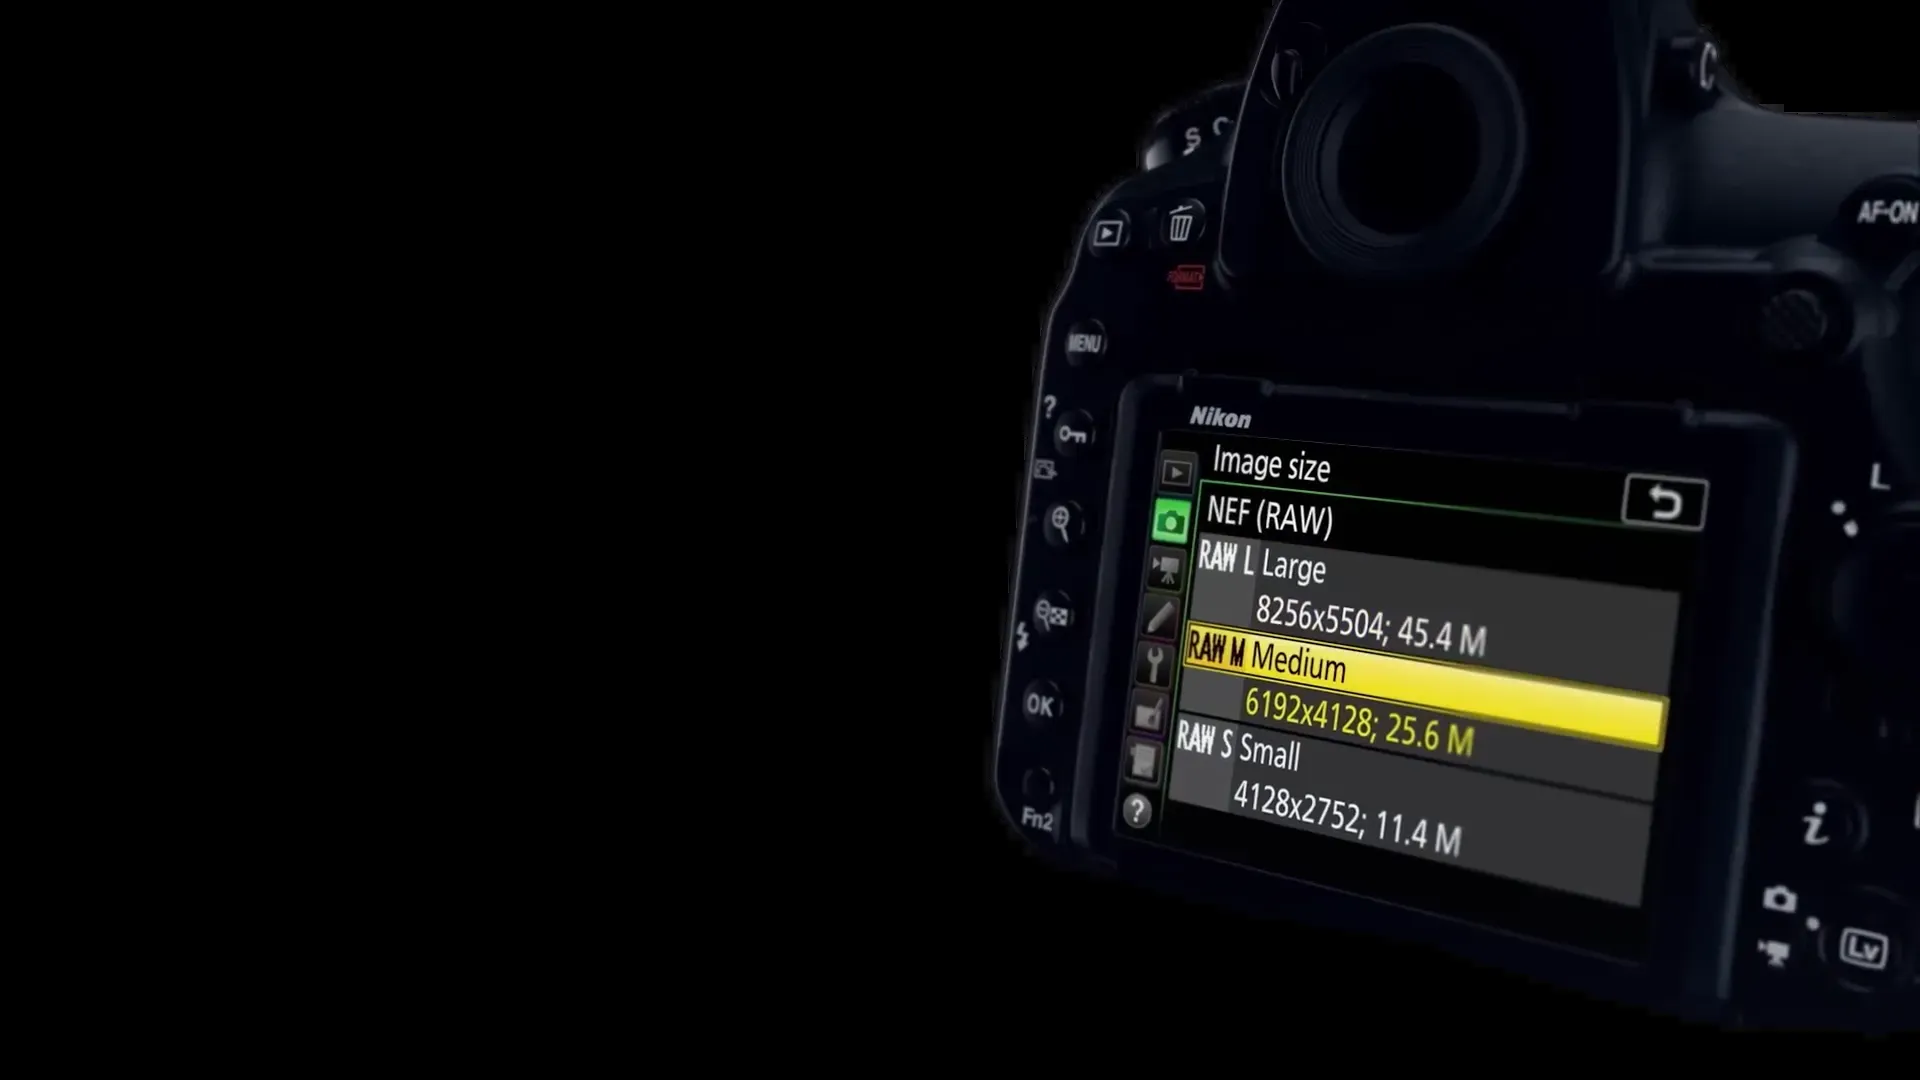 S C
C
AF-ON
FORMAT
MENU
?
Nikon
Image size
NEF (RAW)
RAW L Large
8256x5504; 45.4 M
RAW M Medium
6192x4128; 25.6 M
RAW S Small
4128x2752; 11.4 M
?
L
OK
Fn2
i
Lv